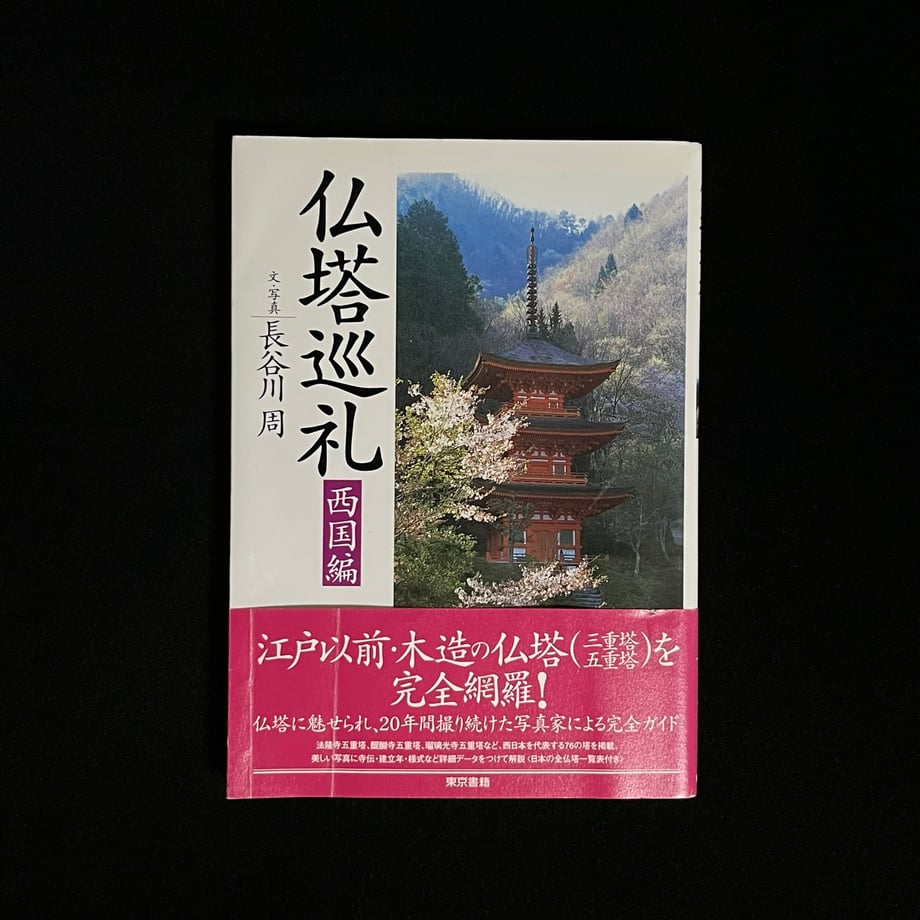 仏塔巡礼
西国編
文・写真
長谷川 周
江戸以前・木造の仏塔(三重塔五重塔)を
完全網羅!
仏塔に魅せられ、20年間撮り続けた写真家による完全ガイド
法隆寺五重塔、醍醐寺五重塔、瑠璃光寺五重塔など、西日本を代表する76の塔を掲載。
美しい写真に寺伝・建立年・様式など詳細データをつけて解説〈日本の全仏塔一覧表付き〉
東京書籍